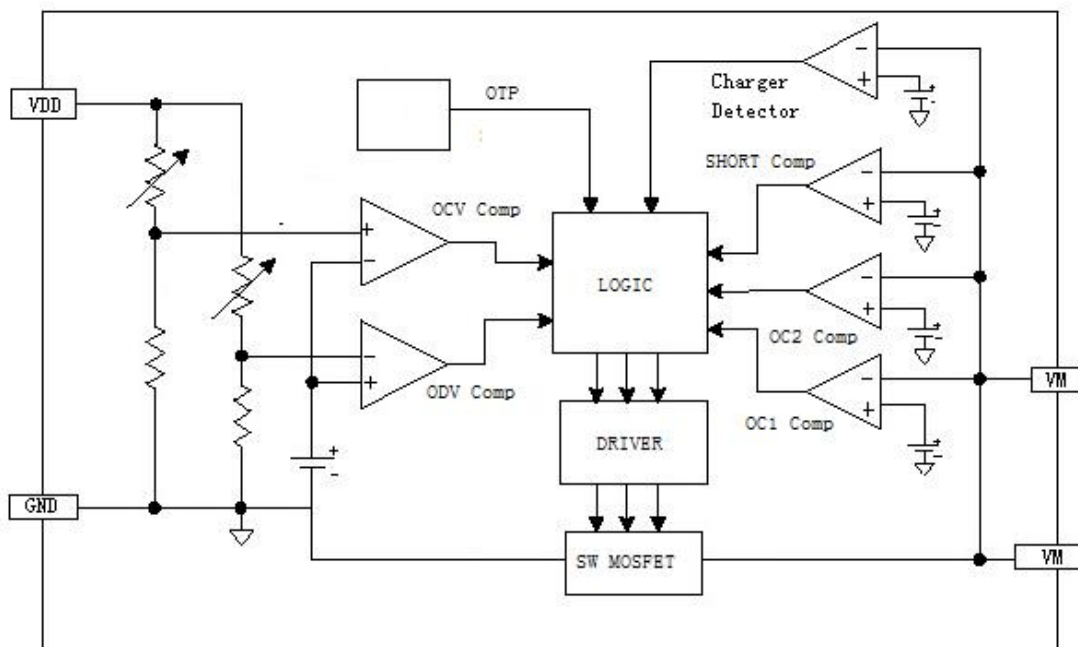 OTP
Charger
Detector
VDD
SHORT Comp
OCV Comp
+
-
LOGIC
-
+
ODV Comp
OC2 Comp
OC1 Comp
DRIVER
VM
GND
SW MOSFET
VM
+
-
-
+
+
-
-
+
+
-
-
+
+
-
-
+
+
-